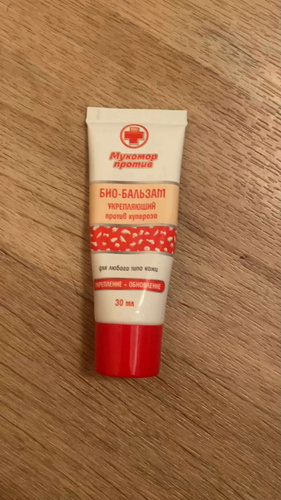 Мухомор
против
БИО-БАЛЬЗАМ
УКРЕПЛЯЮЩИЙ
против купероза
для любого типа кожи
УКРЕПЛЕНИЕ • ОБНОВЛЕНИЕ
30 мл